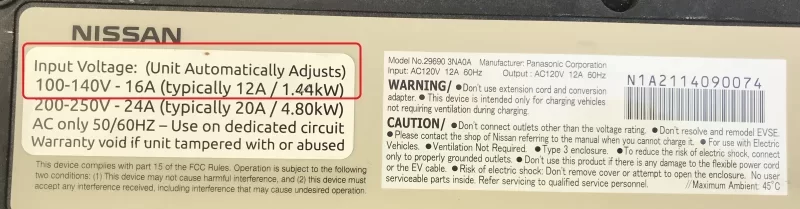 NISSAN
Input Voltage: (Unit Automatically Adjusts)
100-140V - 16A (typically 12A / 1.44kW)
200-250V - 24A (typically 20A / 4.80kW)
AC only 50/60HZ – Use on dedicated circuit
Warranty void if unit tampered with or abused
This device complies with part 15 of the FCC Rules. Operation is subject to the following
two conditions: (1) This device may not cause harmful interference, and (2) this device must
accept any interference received, including interference that may cause undesired operation.
Model No.29690 3NA0A Manufacturer: Panasonic Corporation
Input: AC120V 12A 60Hz Output: AC120V 12A 60Hz
WARNING/ ●Don't use extension cord and conversion
adapter. ●This device is intended only for charging vehicles
not requiring ventilation during charging.
N1A2114090074
CAUTION/ ●Don't connect outlets other than the voltage rating. ●Don't resolve and remodel EVSE.
●Please contact the shop of Nissan referring to the manual when you cannot charge it. ●For use with Electric
Vehicles. ●Ventilation Not Required. ●Type 3 enclosure. ●To reduce the risk of electric shock, connect
only to properly grounded outlets. ●Don't use this product if there is any damage to the flexible power cord
or the EV cable. ●Risk of electric shock: Don't remove cover or attempt to open the enclosure. No user
serviceable parts inside. Refer servicing to qualified service personnel. //Maximum Ambient: 45°C